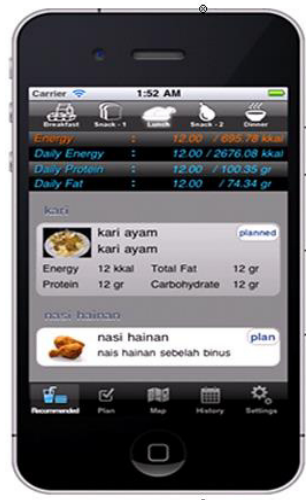 Carrier 1:52 AM
Breakfast Snack - 1 Lunch Snack - 2 Dinner
Energy : 12.00 / 695.78 kkal
Daily Energy : 12.00 / 2676.08 kkal
Daily Protein : 12.00 / 100.35 gr
Daily Fat : 12.00 / 74.34 gr
kari
kari ayam planned
kari ayam
Energy 12 kkal Total Fat 12 gr
Protein 12 gr Carbohydrate 12 gr
nasi hainan
nasi hainan plan
nais hainan sebelah binus
Recommended Plan Map History Settings